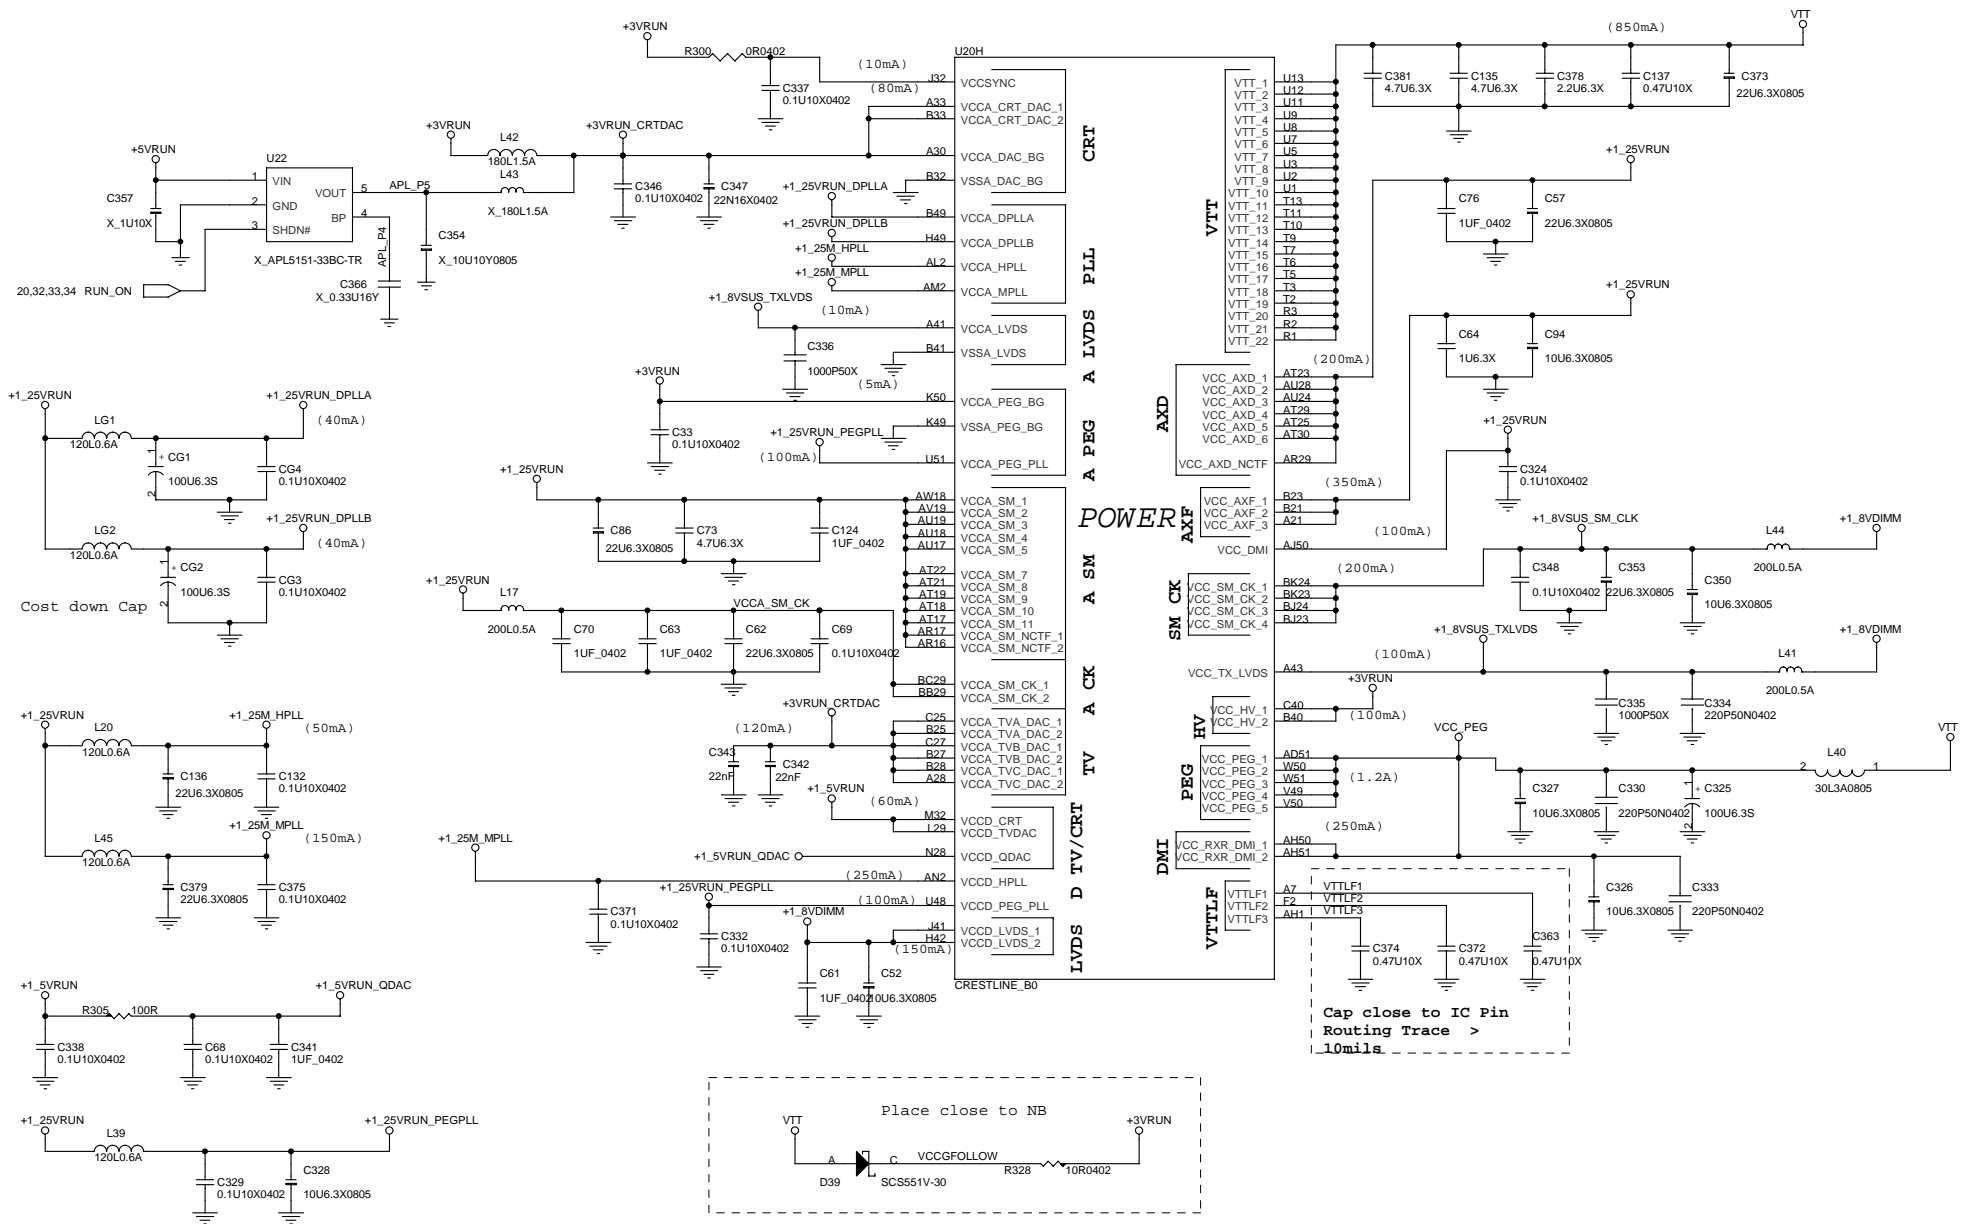 +3VRUN
R300
0R0402
(10mA)
C337
0.1U10X0402
(80mA)
+5VRUN
U22
C357
X_1U10X
1
2
3
VIN
GND
SHDN#
VOUT
BP
5
4
APL_P5
APL_P4
X_APL5151-33BC-TR
20,32,33,34 RUN_ON
C366
X_0.33U16Y
C354
X_10U10Y0805
+3VRUN
L42
180L1.5A
L43
X_180L1.5A
+3VRUN_CRTDAC
C346
0.1U10X0402
C347
22N16X0402
+1_25VRUN_DPLLA
+1_25VRUN_DPLLB
+1_25M_HPLL
+1_25M_MPLL
+1_8VSUS_TXLVDS
(10mA)
C336
1000P50X
+3VRUN
(5mA)
C33
0.1U10X0402
+1_25VRUN_PEGPLL
(100mA)
+1_25VRUN
C86
22U6.3X0805
C73
4.7U6.3X
C124
1UF_0402
+1_25VRUN
L17
200L0.5A
VCCA_SM_CK
C70
1UF_0402
C63
1UF_0402
C62
22U6.3X0805
C69
0.1U10X0402
+3VRUN_CRTDAC
(120mA)
C343
22nF
C342
22nF
+1_5VRUN
(60mA)
+1_25M_MPLL
+1_5VRUN_QDAC
(250mA)
C371
0.1U10X0402
+1_25VRUN_PEGPLL
(100mA)
C332
0.1U10X0402
+1_8VDIMM
(150mA)
C61
1UF_0402
C52
10U6.3X0805
+1_25VRUN
LG1
120L0.6A
+1_25VRUN_DPLLA
(40mA)
1
+ CG1
100U6.3S
2
CG4
0.1U10X0402
LG2
120L0.6A
+1_25VRUN_DPLLB
(40mA)
1
+ CG2
100U6.3S
2
CG3
0.1U10X0402
Cost down Cap
+1_25VRUN
L20
120L0.6A
+1_25M_HPLL
(50mA)
C136
22U6.3X0805
C132
0.1U10X0402
L45
120L0.6A
+1_25M_MPLL
(150mA)
C379
22U6.3X0805
C375
0.1U10X0402
+1_5VRUN
R305
100R
+1_5VRUN_QDAC
C338
0.1U10X0402
C68
0.1U10X0402
C341
1UF_0402
+1_25VRUN
L39
120L0.6A
+1_25VRUN_PEGPLL
C329
0.1U10X0402
C328
10U6.3X0805
U20H
J32 VCCSYNC
A33 VCCA_CRT_DAC_1
B33 VCCA_CRT_DAC_2
A30 VCCA_DAC_BG
B32 VSSA_DAC_BG
CRT
B49 VCCA_DPLLA
H49 VCCA_DPLLB
AL2 VCCA_HPLL
AM2 VCCA_MPLL
PLL
A41 VCCA_LVDS
B41 VSSA_LVDS
A LVDS
K50 VCCA_PEG_BG
K49 VSSA_PEG_BG
U51 VCCA_PEG_PLL
A PEG
AW18 VCCA_SM_1
AV19 VCCA_SM_2
AU19 VCCA_SM_3
AU18 VCCA_SM_4
AU17 VCCA_SM_5
AT22 VCCA_SM_7
AT21 VCCA_SM_8
AT19 VCCA_SM_9
AT18 VCCA_SM_10
AT17 VCCA_SM_11
AR17 VCCA_SM_NCTF_1
AR16 VCCA_SM_NCTF_2
A SM
BC29 VCCA_SM_CK_1
BB29 VCCA_SM_CK_2
A CK
C25 VCCA_TVA_DAC_1
B25 VCCA_TVA_DAC_2
C27 VCCA_TVB_DAC_1
B27 VCCA_TVB_DAC_2
B28 VCCA_TVC_DAC_1
A28 VCCA_TVC_DAC_2
TV
M32 VCCD_CRT
L29 VCCD_TVDAC
N28 VCCD_QDAC
D TV/CRT
AN2 VCCD_HPLL
U48 VCCD_PEG_PLL
J41 VCCD_LVDS_1
H42 VCCD_LVDS_2
LVDS
CRESTLINE_B0
POWER
VTT_1 U13
VTT_2 U12
VTT_3 U11
VTT_4 U9
VTT_5 U8
VTT_6 U7
VTT_7 U5
VTT_8 U3
VTT_9 U2
VTT_10 U1
VTT_11 T13
VTT_12 T11
VTT_13 T10
VTT_14 T9
VTT_15 T7
VTT_16 T6
VTT_17 T5
VTT_18 T3
VTT_19 T2
VTT_20 R3
VTT_21 R2
VTT_22 R1
VTT
VCC_AXD_1 AT23
VCC_AXD_2 AU28
VCC_AXD_3 AU24
VCC_AXD_4 AT29
VCC_AXD_5 AT25
VCC_AXD_6 AT30
VCC_AXD_NCTF AR29
AXD
VCC_AXF_1 B23
VCC_AXF_2 B21
VCC_AXF_3 A21
AXF
VCC_DMI AJ50
VCC_SM_CK_1 BK24
VCC_SM_CK_2 BK23
VCC_SM_CK_3 BJ24
VCC_SM_CK_4 BJ23
SM CK
VCC_TX_LVDS A43
VCC_HV_1 C40
VCC_HV_2 B40
HV
VCC_PEG_1 AD51
VCC_PEG_2 W50
VCC_PEG_3 W51
VCC_PEG_4 V49
VCC_PEG_5 V50
PEG
VCC_RXR_DMI_1 AH50
VCC_RXR_DMI_2 AH51
DMI
VTTLF1 A7
VTTLF2 F2
VTTLF3 AH1
VTTLF
(850mA)
VTT
C381
4.7U6.3X
C135
4.7U6.3X
C378
2.2U6.3X
C137
0.47U10X
C373
22U6.3X0805
+1_25VRUN
C76
1UF_0402
C57
22U6.3X0805
(200mA)
+1_25VRUN
C64
1U6.3X
C94
10U6.3X0805
(350mA)
+1_25VRUN
C324
0.1U10X0402
(100mA)
+1_8VSUS_SM_CLK
L44
200L0.5A
+1_8VDIMM
(200mA)
C348
0.1U10X0402
C353
22U6.3X0805
C350
10U6.3X0805
+1_8VSUS_TXLVDS
(100mA)
L41
200L0.5A
+1_8VDIMM
+3VRUN
(100mA)
C335
1000P50X
C334
220P50N0402
VCC_PEG
(1.2A)
2
L40
1
30L3A0805
VTT
C327
10U6.3X0805
C330
220P50N0402
1
+ C325
100U6.3S
2
(250mA)
C326
10U6.3X0805
C333
220P50N0402
VTTLF1
VTTLF2
VTTLF3
C374
0.47U10X
C372
0.47U10X
C363
0.47U10X
Cap close to IC Pin
Routing Trace >
10mils
Place close to NB
VTT
A
C
VCCGFOLLOW
D39
SCS551V-30
R328
10R0402
+3VRUN